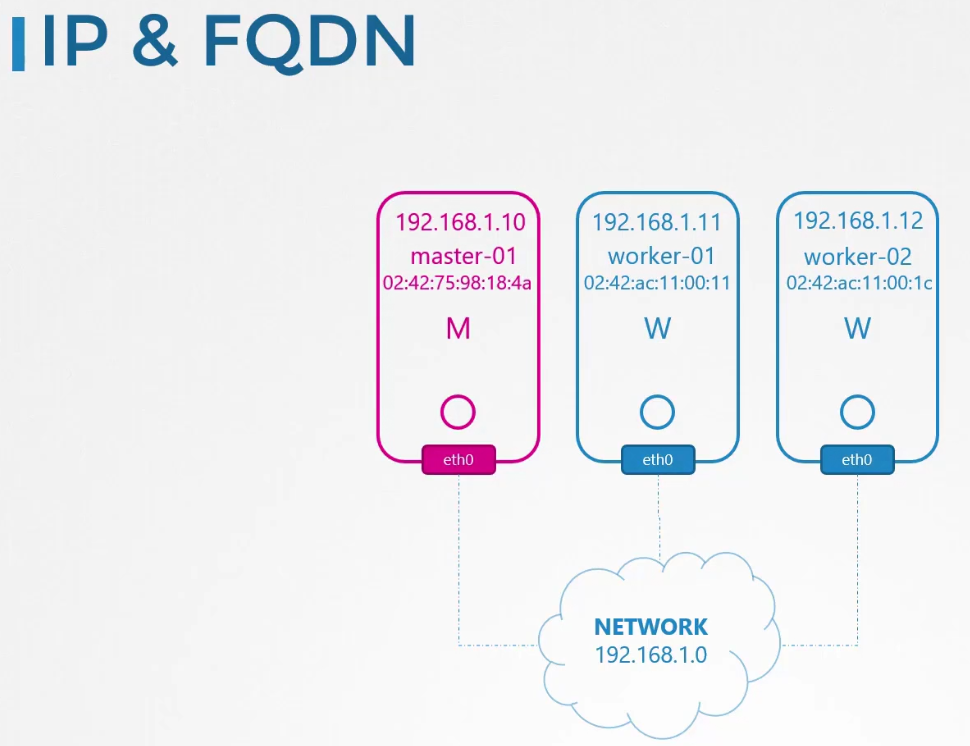 IP & FQDN
192.168.1.10
master-01
02:42:75:98:18:4a
M
eth0
192.168.1.11
worker-01
02:42:ac:11:00:11
W
eth0
192.168.1.12
worker-02
02:42:ac:11:00:1c
W
eth0
NETWORK
192.168.1.0